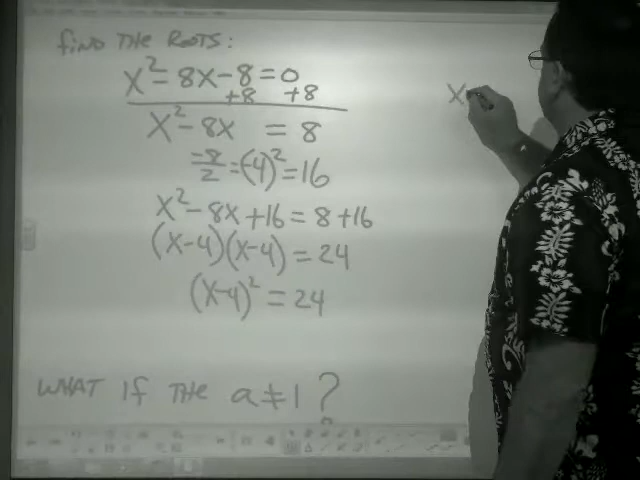 find THE ROOTS:
x² - 8x - 8 = 0
+8 +8
x² - 8x = 8
-8/2 = (-4)² = 16
x² - 8x + 16 = 8 + 16
(x-4)(x-4) = 24
(x-4)² = 24
x
WHAT if THE a≠1?